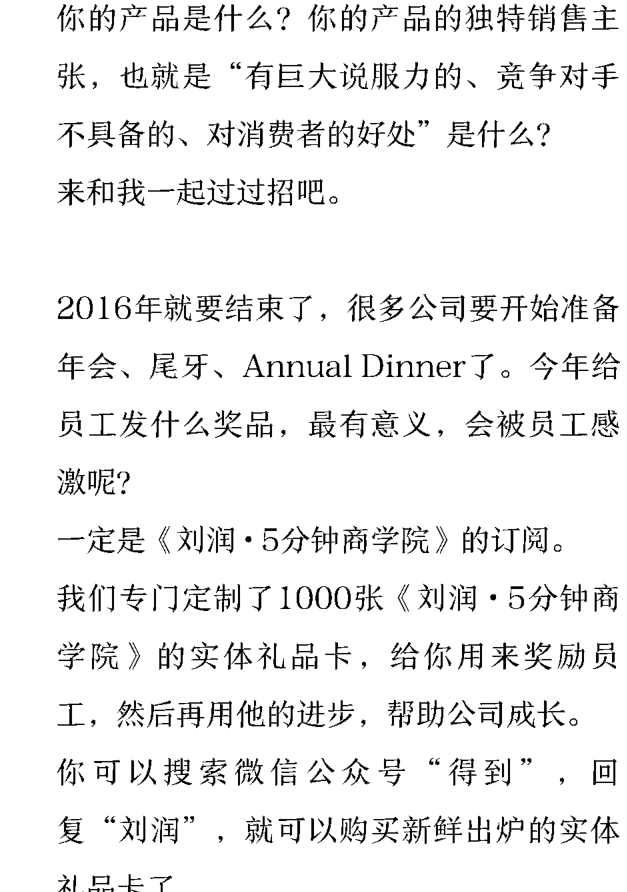 你的产品是什么？你的产品的独特销售主
张，也就是“有巨大说服力的、竞争对手
不具备的、对消费者的好处”是什么？
来和我一起过过招吧。
2016年就要结束了，很多公司要开始准备
年会、尾牙、Annual Dinner了。今年给
员工发什么奖品，最有意义，会被员工感
激呢？
一定是《刘润·5分钟商学院》的订阅。
我们专门定制了1000张《刘润·5分钟商
学院》的实体礼品卡，给你用来奖励员
工，然后再用他的进步，帮助公司成长。
你可以搜索微信公众号“得到”，回
复“刘润”，就可以购买新鲜出炉的实体
礼品卡了